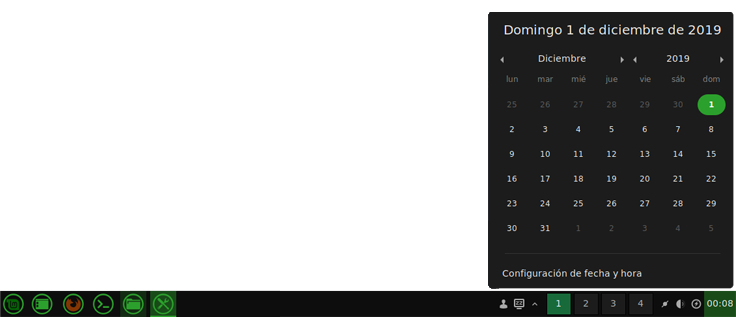 Domingo 1 de diciembre de 2019
Diciembre 2019
lun mar mié jue vie sáb dom
25 26 27 28 29 30 1
2 3 4 5 6 7 8
9 10 11 12 13 14 15
16 17 18 19 20 21 22
23 24 25 26 27 28 29
30 31 1 2 3 4 5
Configuración de fecha y hora
1 2 3 4 00:08